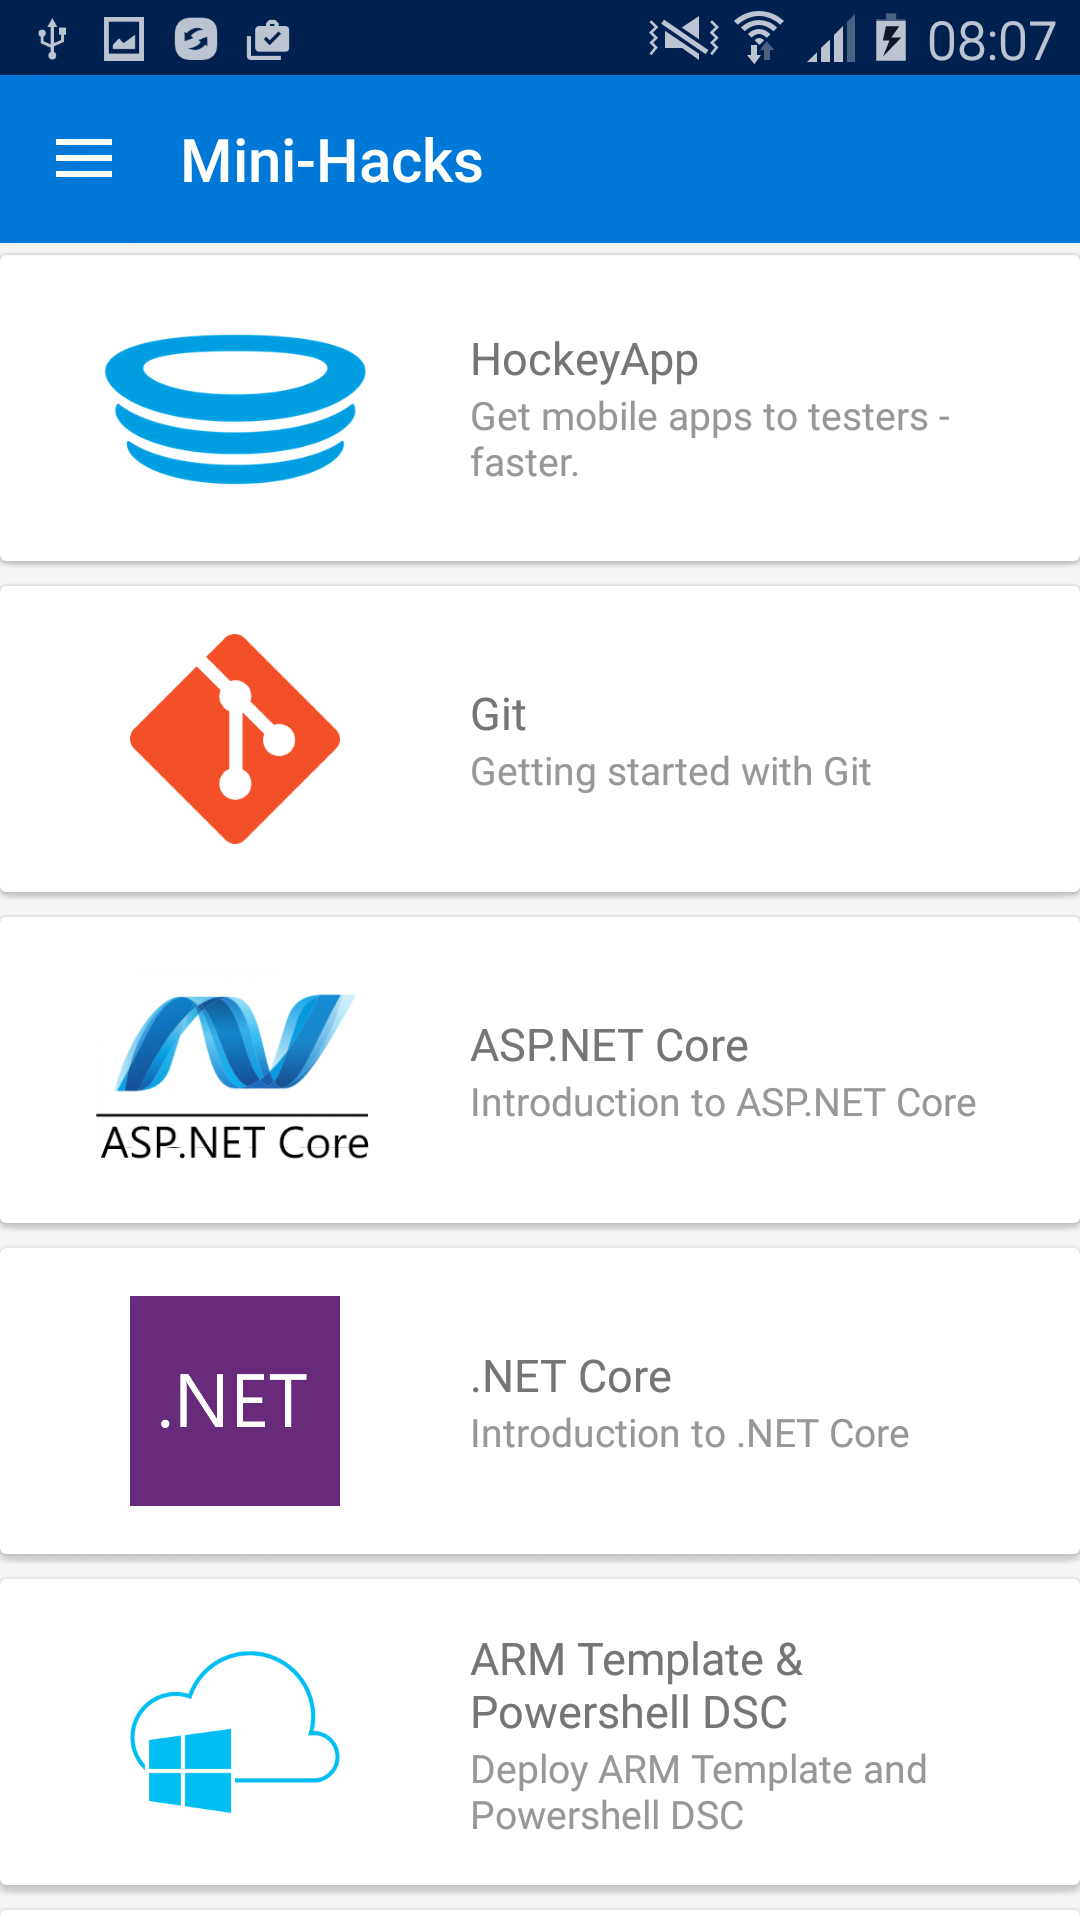 08:07
Mini-Hacks
HockeyApp
Get mobile apps to testers -
faster.
Git
Getting started with Git
ASP.NET Core
ASP.NET Core
Introduction to ASP.NET Core
.NET
.NET Core
Introduction to .NET Core
ARM Template &
Powershell DSC
Deploy ARM Template and
Powershell DSC